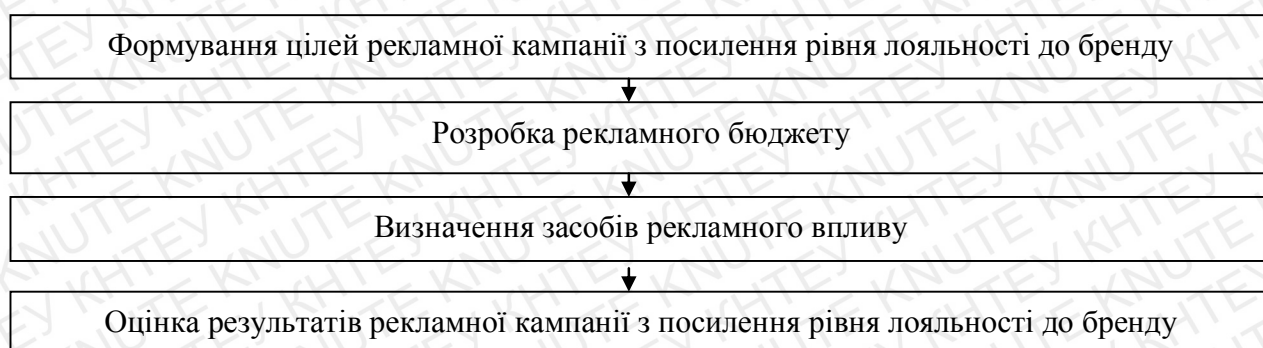 Формування цілей рекламної кампанії з посилення рівня лояльності до бренду
Розробка рекламного бюджету
Визначення засобів рекламного впливу
Оцінка результатів рекламної кампанії з посилення рівня лояльності до бренду